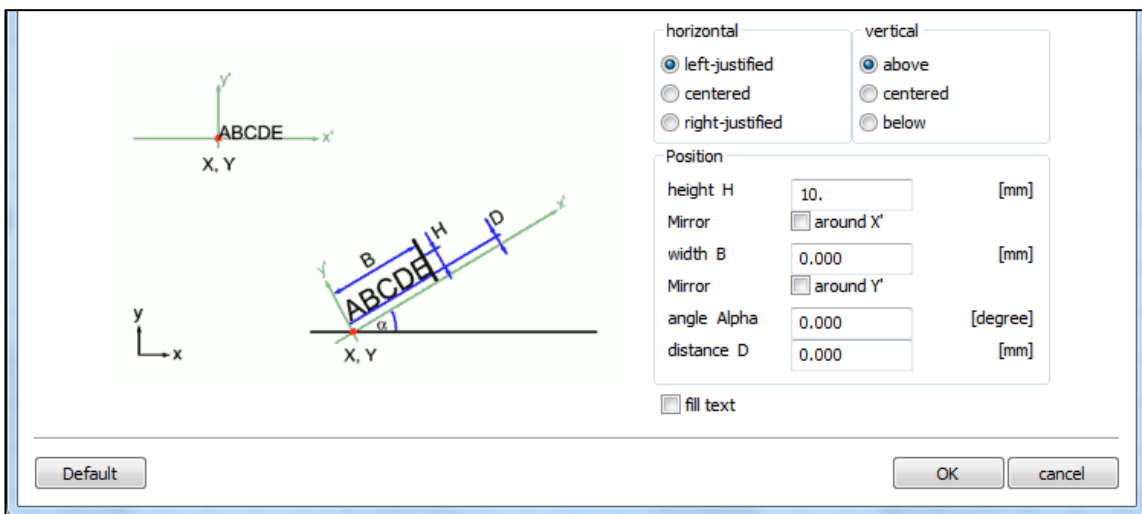 y'
ABCDE
x'
X, Y
B
H
D
x'
y'
ABCDE
α
X, Y
y
x
horizontal
left-justified
centered
right-justified
vertical
above
centered
below
Position
height H 10. [mm]
Mirror around X'
width B 0.000 [mm]
Mirror around Y'
angle Alpha 0.000 [degree]
distance D 0.000 [mm]
fill text
Default
OK
cancel